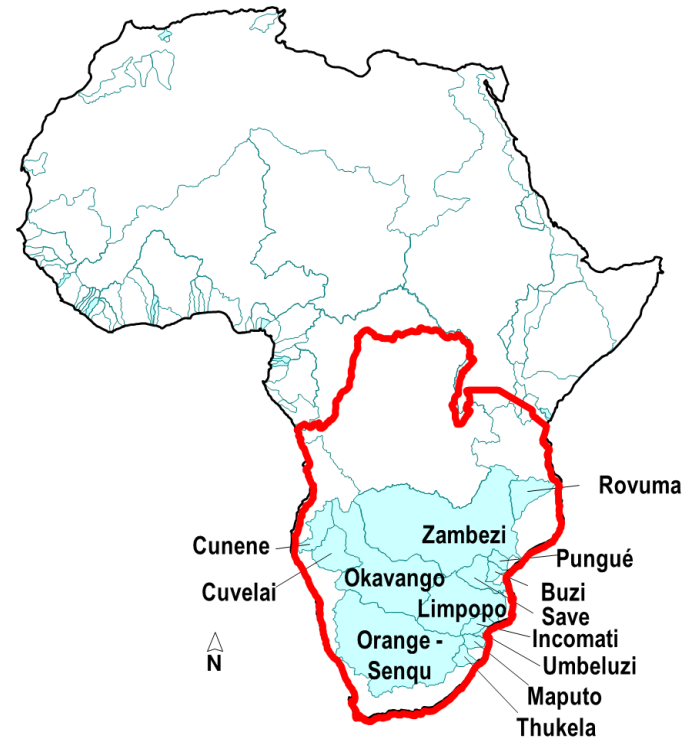 Rovuma
Zambezi
Cunene
Pungué
Okavango
Cuvelai
Buzi
Limpopo
Save
Orange -
Senqu
Incomati
Umbeluzi
N
Maputo
Thukela